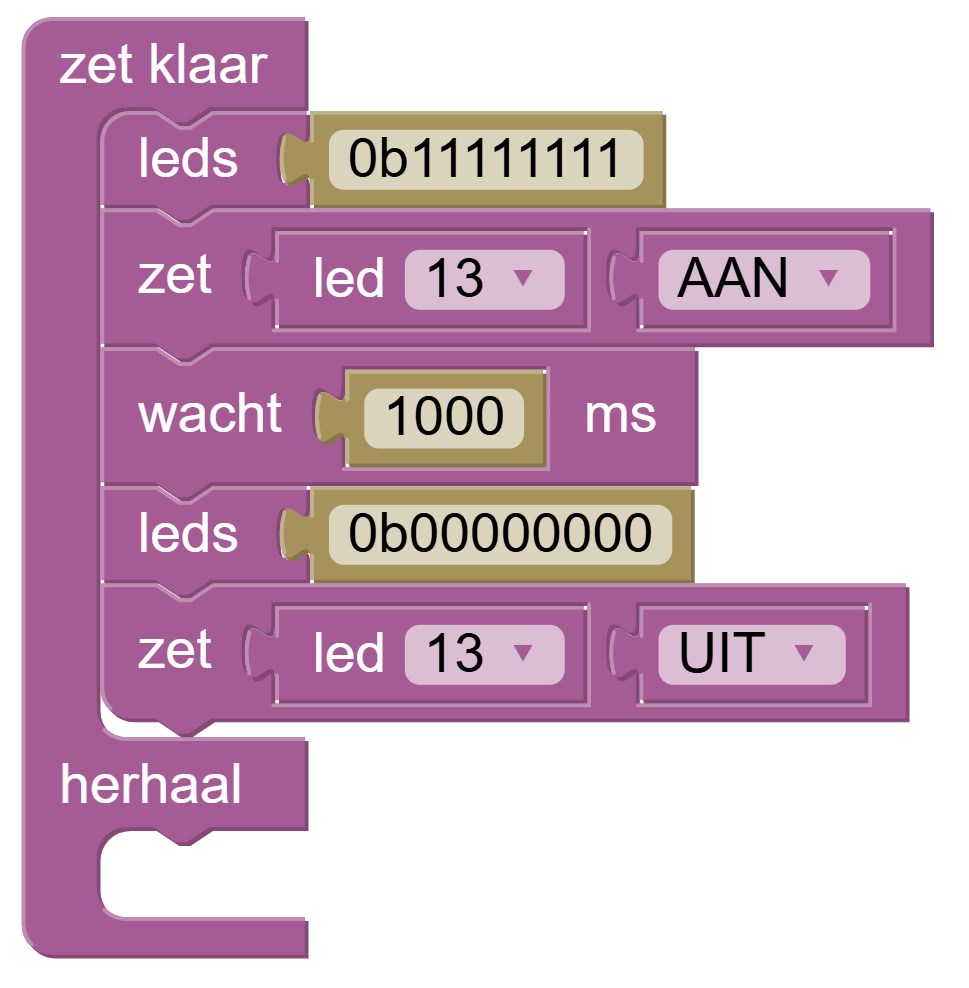 zet klaar
leds 0b11111111
zet led 13 AAN
wacht 1000 ms
leds 0b00000000
zet led 13 UIT
herhaal